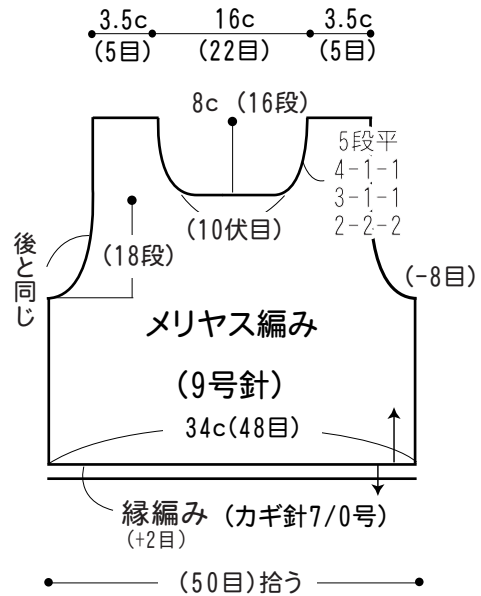 3.5c 16c 3.5c
(5目) (22目) (5目)
8c (16段)
5段平
4-1-1
3-1-1
2-2-2
(10伏目)
後と同じ
(18段)
(-8目)
メリヤス編み
(9号針)
34c(48目)
縁編み (カギ針7/0号)
(+2目)
(50目)拾う